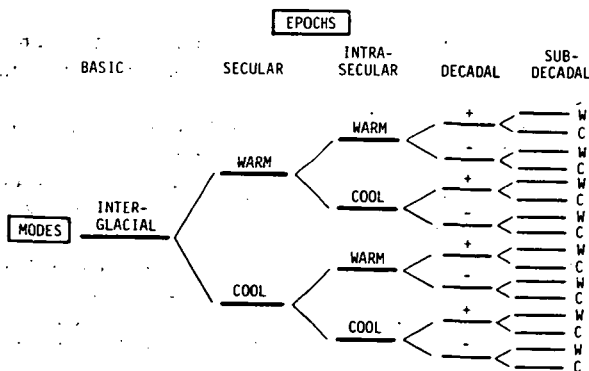 EPOCHS
BASIC SECULAR INTRA-SECULAR DECADAL SUB-DECADAL
+ W
WARM C
- W
WARM C
+ W
COOL C
INTER- - W
MODES GLACIAL C
+ W
WARM C
- W
COOL C
+ W
COOL C
- W
C